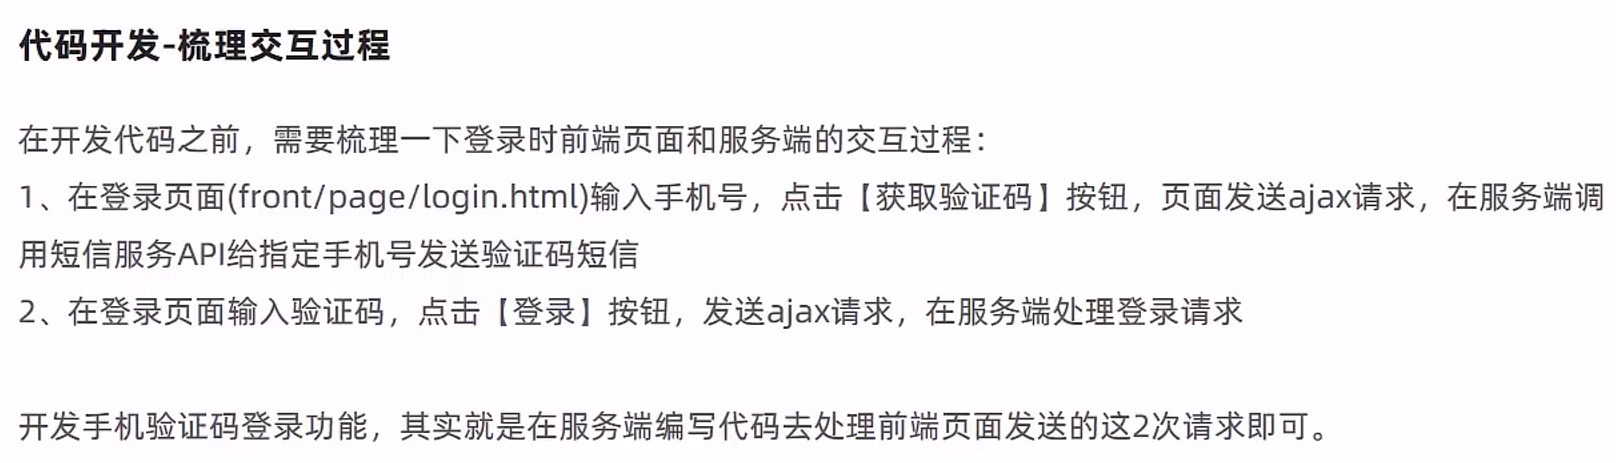 代码开发-梳理交互过程
在开发代码之前，需要梳理一下登录时前端页面和服务端的交互过程：
1、在登录页面(front/page/login.html)输入手机号，点击【获取验证码】按钮，页面发送ajax请求，在服务端调
用短信服务API给指定手机号发送验证码短信
2、在登录页面输入验证码，点击【登录】按钮，发送ajax请求，在服务端处理登录请求
开发手机验证码登录功能，其实就是在服务端编写代码去处理前端页面发送的这2次请求即可。